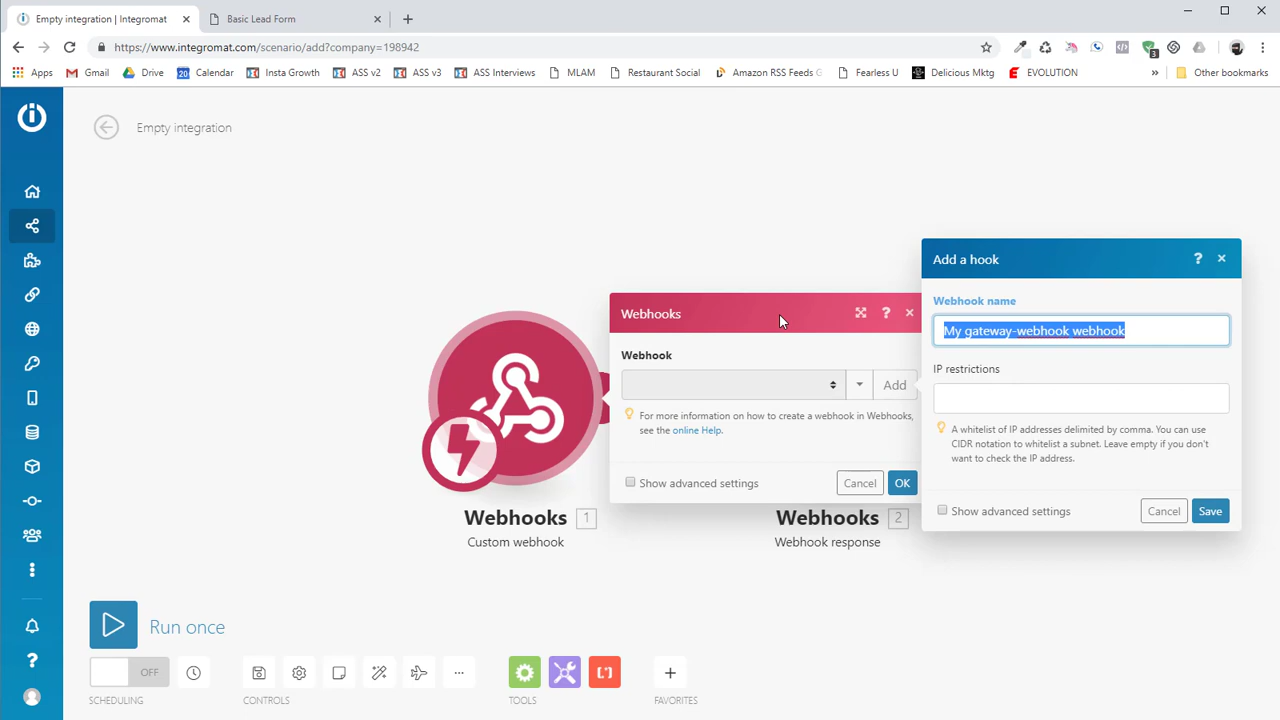 Empty integration | Integromat
Basic Lead Form
https://www.integromat.com/scenario/add?company=198942
3
Apps
Gmail
Drive
20
Calendar
Insta Growth
ASS v2
ASS v3
ASS Interviews
MLAM
Restaurant Social
Amazon RSS Feeds G
Fearless U
Delicious Mktg
EVOLUTION
»
Other bookmarks
Empty integration
Add a hook
?
Webhook name
My gateway-webhook webhook
IP restrictions
A whitelist of IP addresses delimited by comma. You can use
CIDR notation to whitelist a subnet. Leave empty if you don't
want to check the IP address.
Show advanced settings
Cancel
Save
Webhooks
?
Webhook
Add
For more information on how to create a webhook in Webhooks,
see the online Help.
Show advanced settings
Cancel
OK
Webhooks
1
Custom webhook
Webhooks
2
Webhook response
Run once
OFF
SCHEDULING
CONTROLS
TOOLS
FAVORITES
?